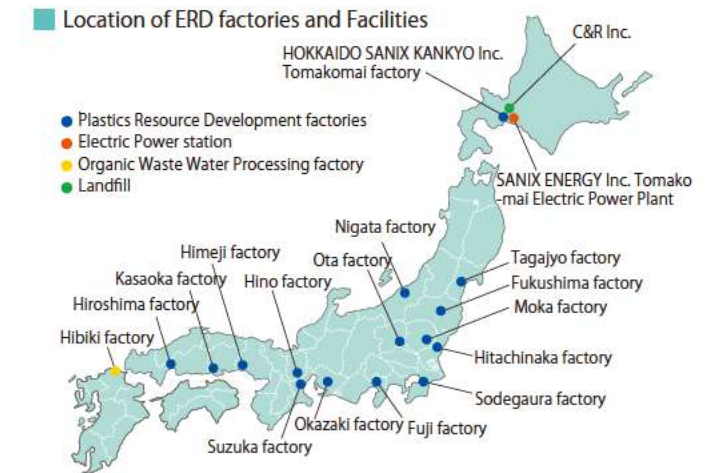 Location of ERD factories and Facilities
C&R Inc.
HOKKAIDO SANIX KANKYO Inc.
Tomakomai factory
Plastics Resource Development factories
Electric Power station
Organic Waste Water Processing factory
Landfill
SANIX ENERGY Inc. Tomako
-mai Electric Power Plant
Nigata factory
Himeji factory
Ota factory
Tagajyo factory
Kasaoka factory
Hino factory
Fukushima factory
Hiroshima factory
Moka factory
Hibiki factory
Hitachinaka factory
Sodegaura factory
Okazaki factory
Fuji factory
Suzuka factory